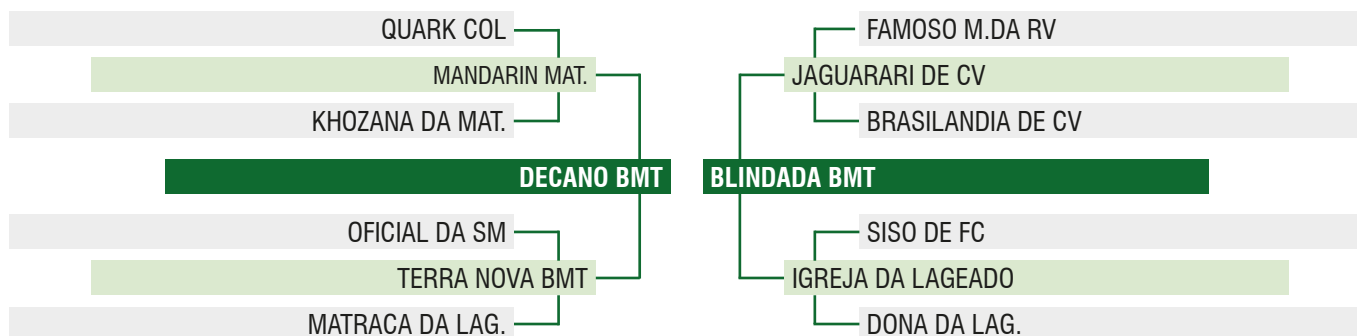 QUARK COL
MANDARIN MAT.
KHOZANA DA MAT.
DECANO BMT
OFICIAL DA SM
TERRA NOVA BMT
MATRACA DA LAG.
FAMOSO M.DA RV
JAGUARARI DE CV
BRASILANDIA DE CV
BLINDADA BMT
SISO DE FC
IGREJA DA LAGEADO
DONA DA LAG.